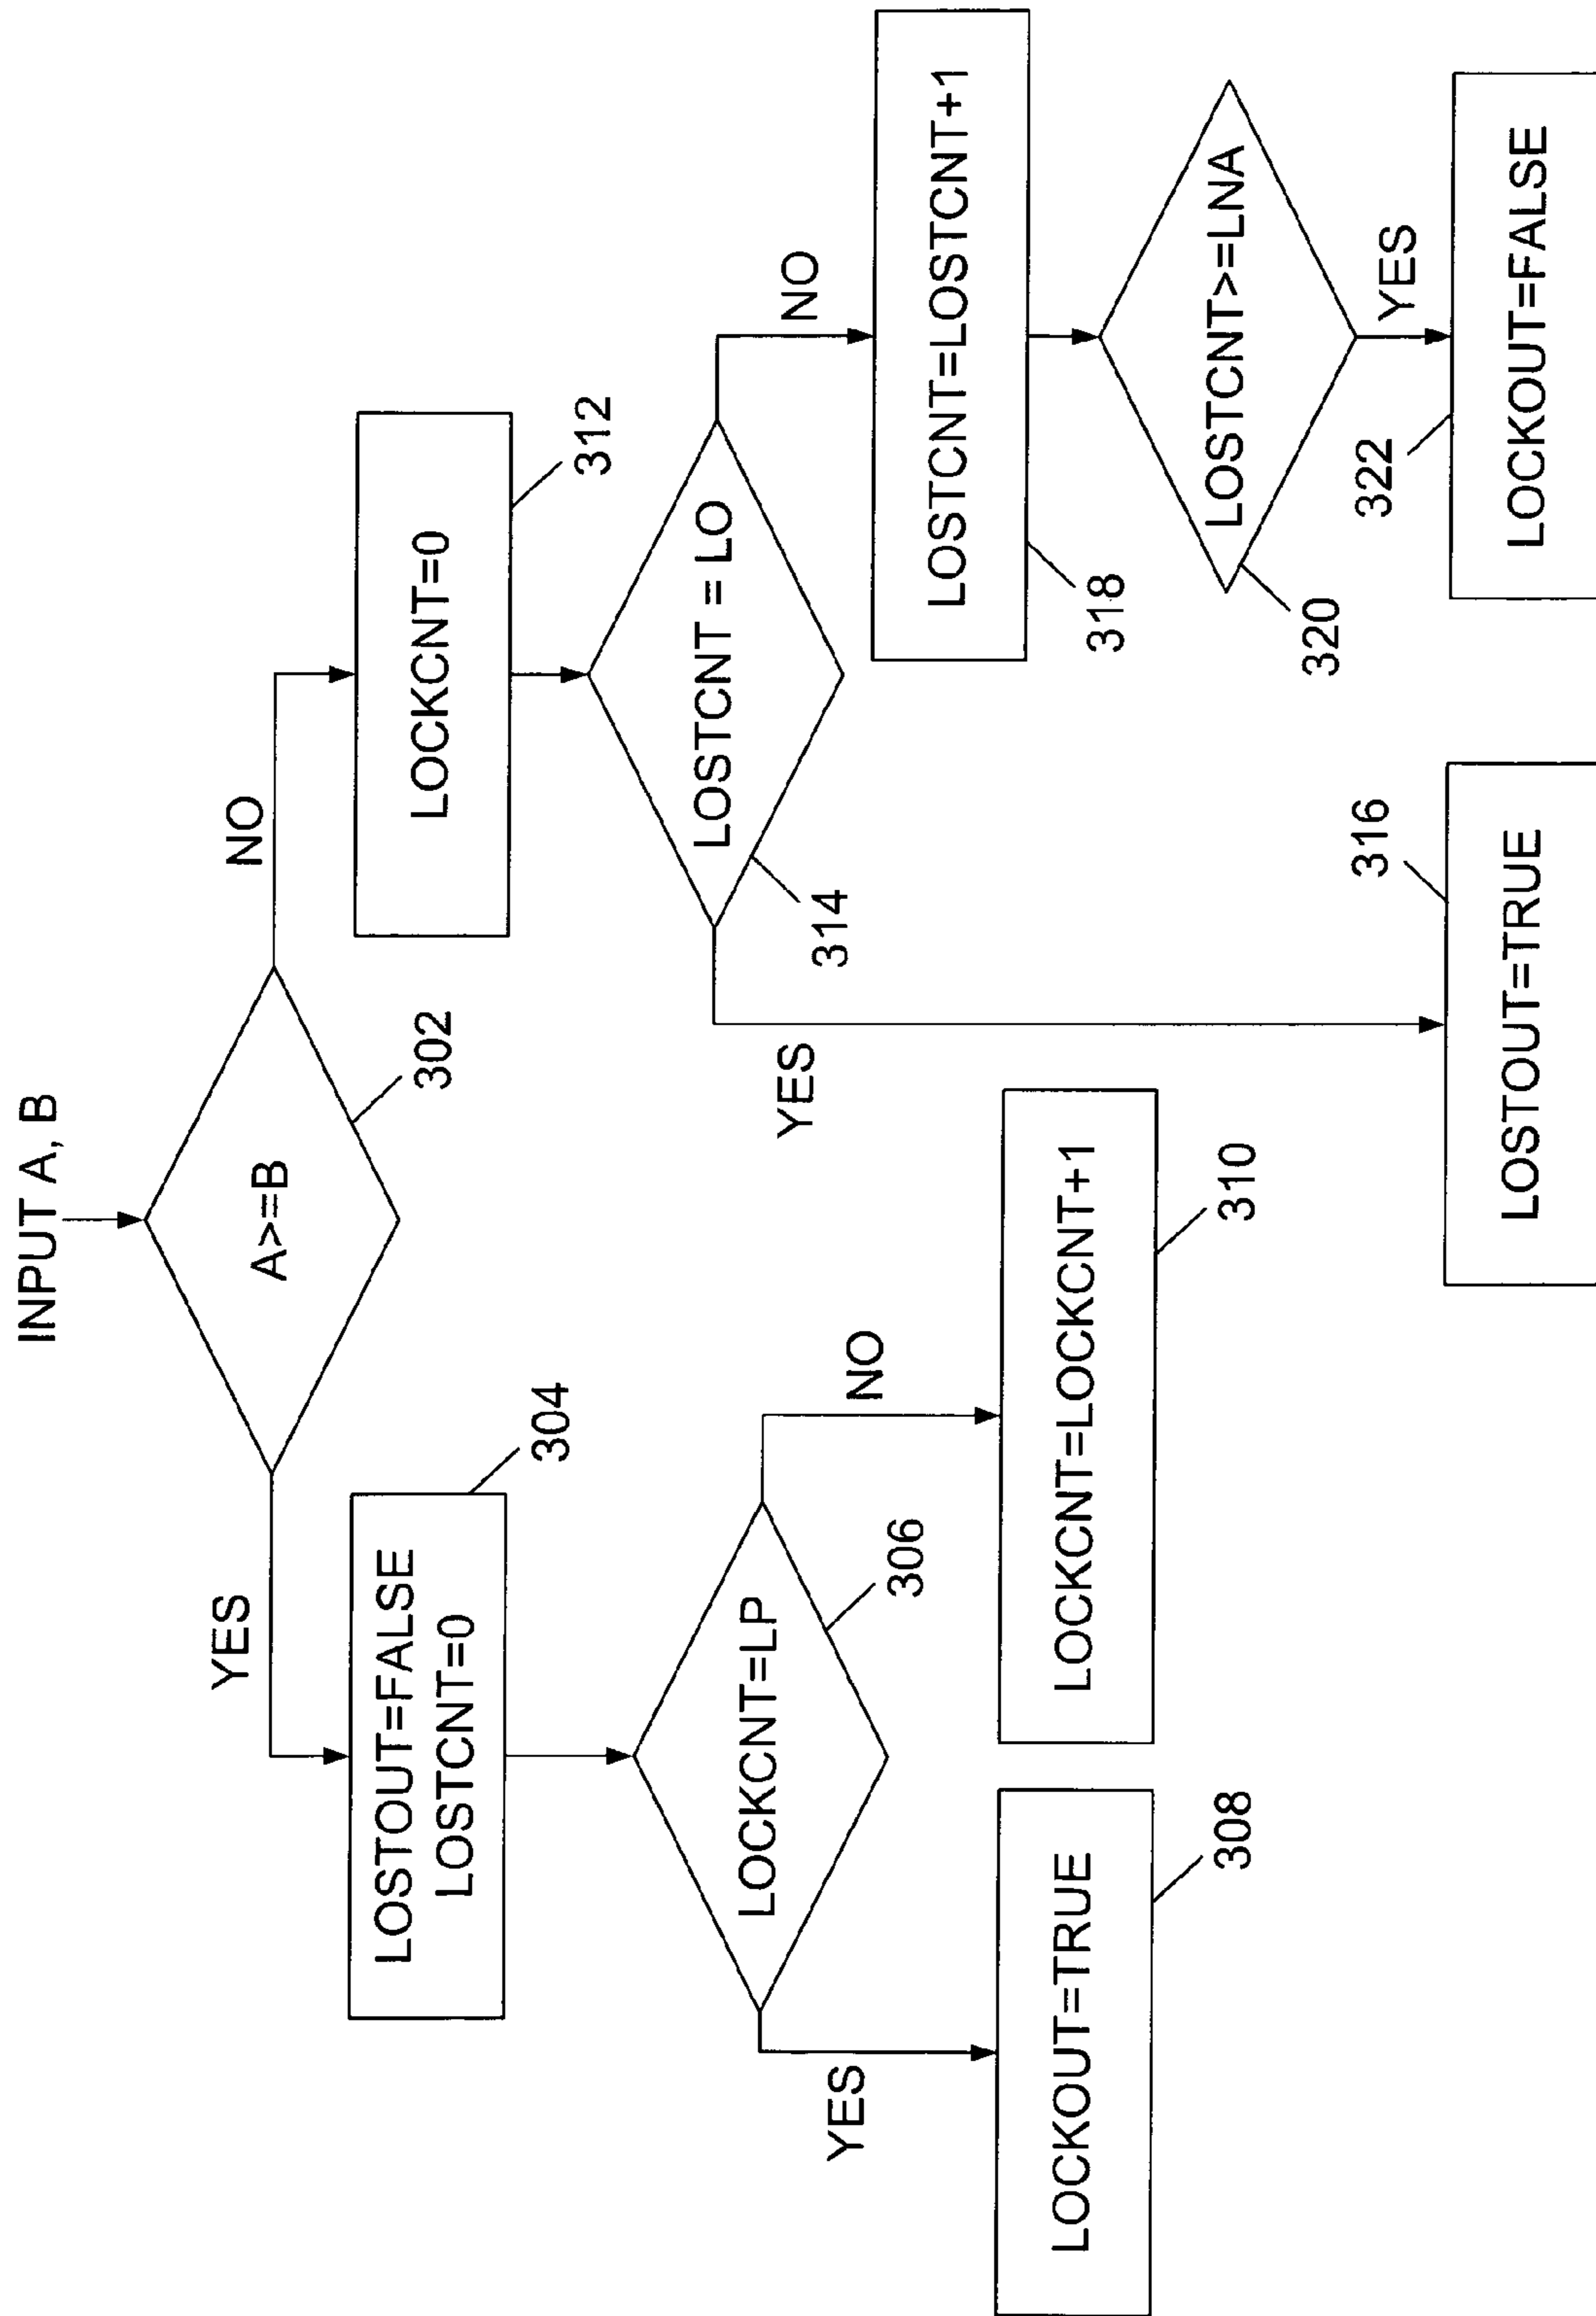 INPUT A, B
A>=B
302
YES
NO
LOSTOUT=FALSE
LOSTCNT=0
304
LOCKCNT=0
312
LOCKCNT=LP
306
YES
NO
LOSTCNT = LO
314
YES
NO
LOCKOUT=TRUE
308
LOCKCNT=LOCKCNT+1
310
LOSTCNT=LOSTCNT+1
318
LOSTCNT>=LNA
320
YES
LOSTOUT=TRUE
316
LOCKOUT=FALSE
322